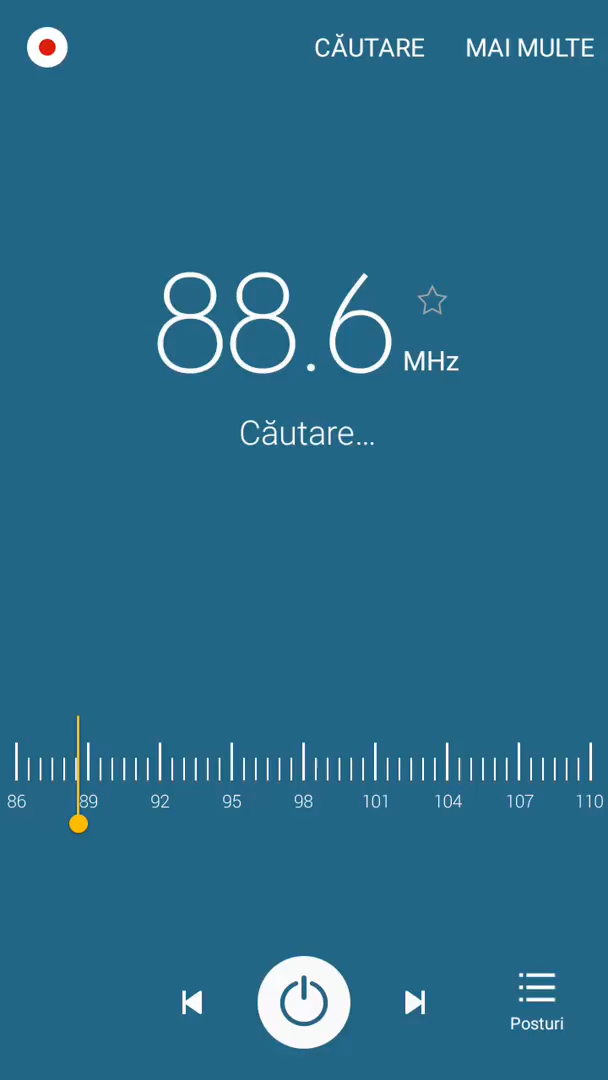 CĂUTARE MAI MULTE
88.6 MHz
Căutare...
86 89 92 95 98 101 104 107 110
Posturi